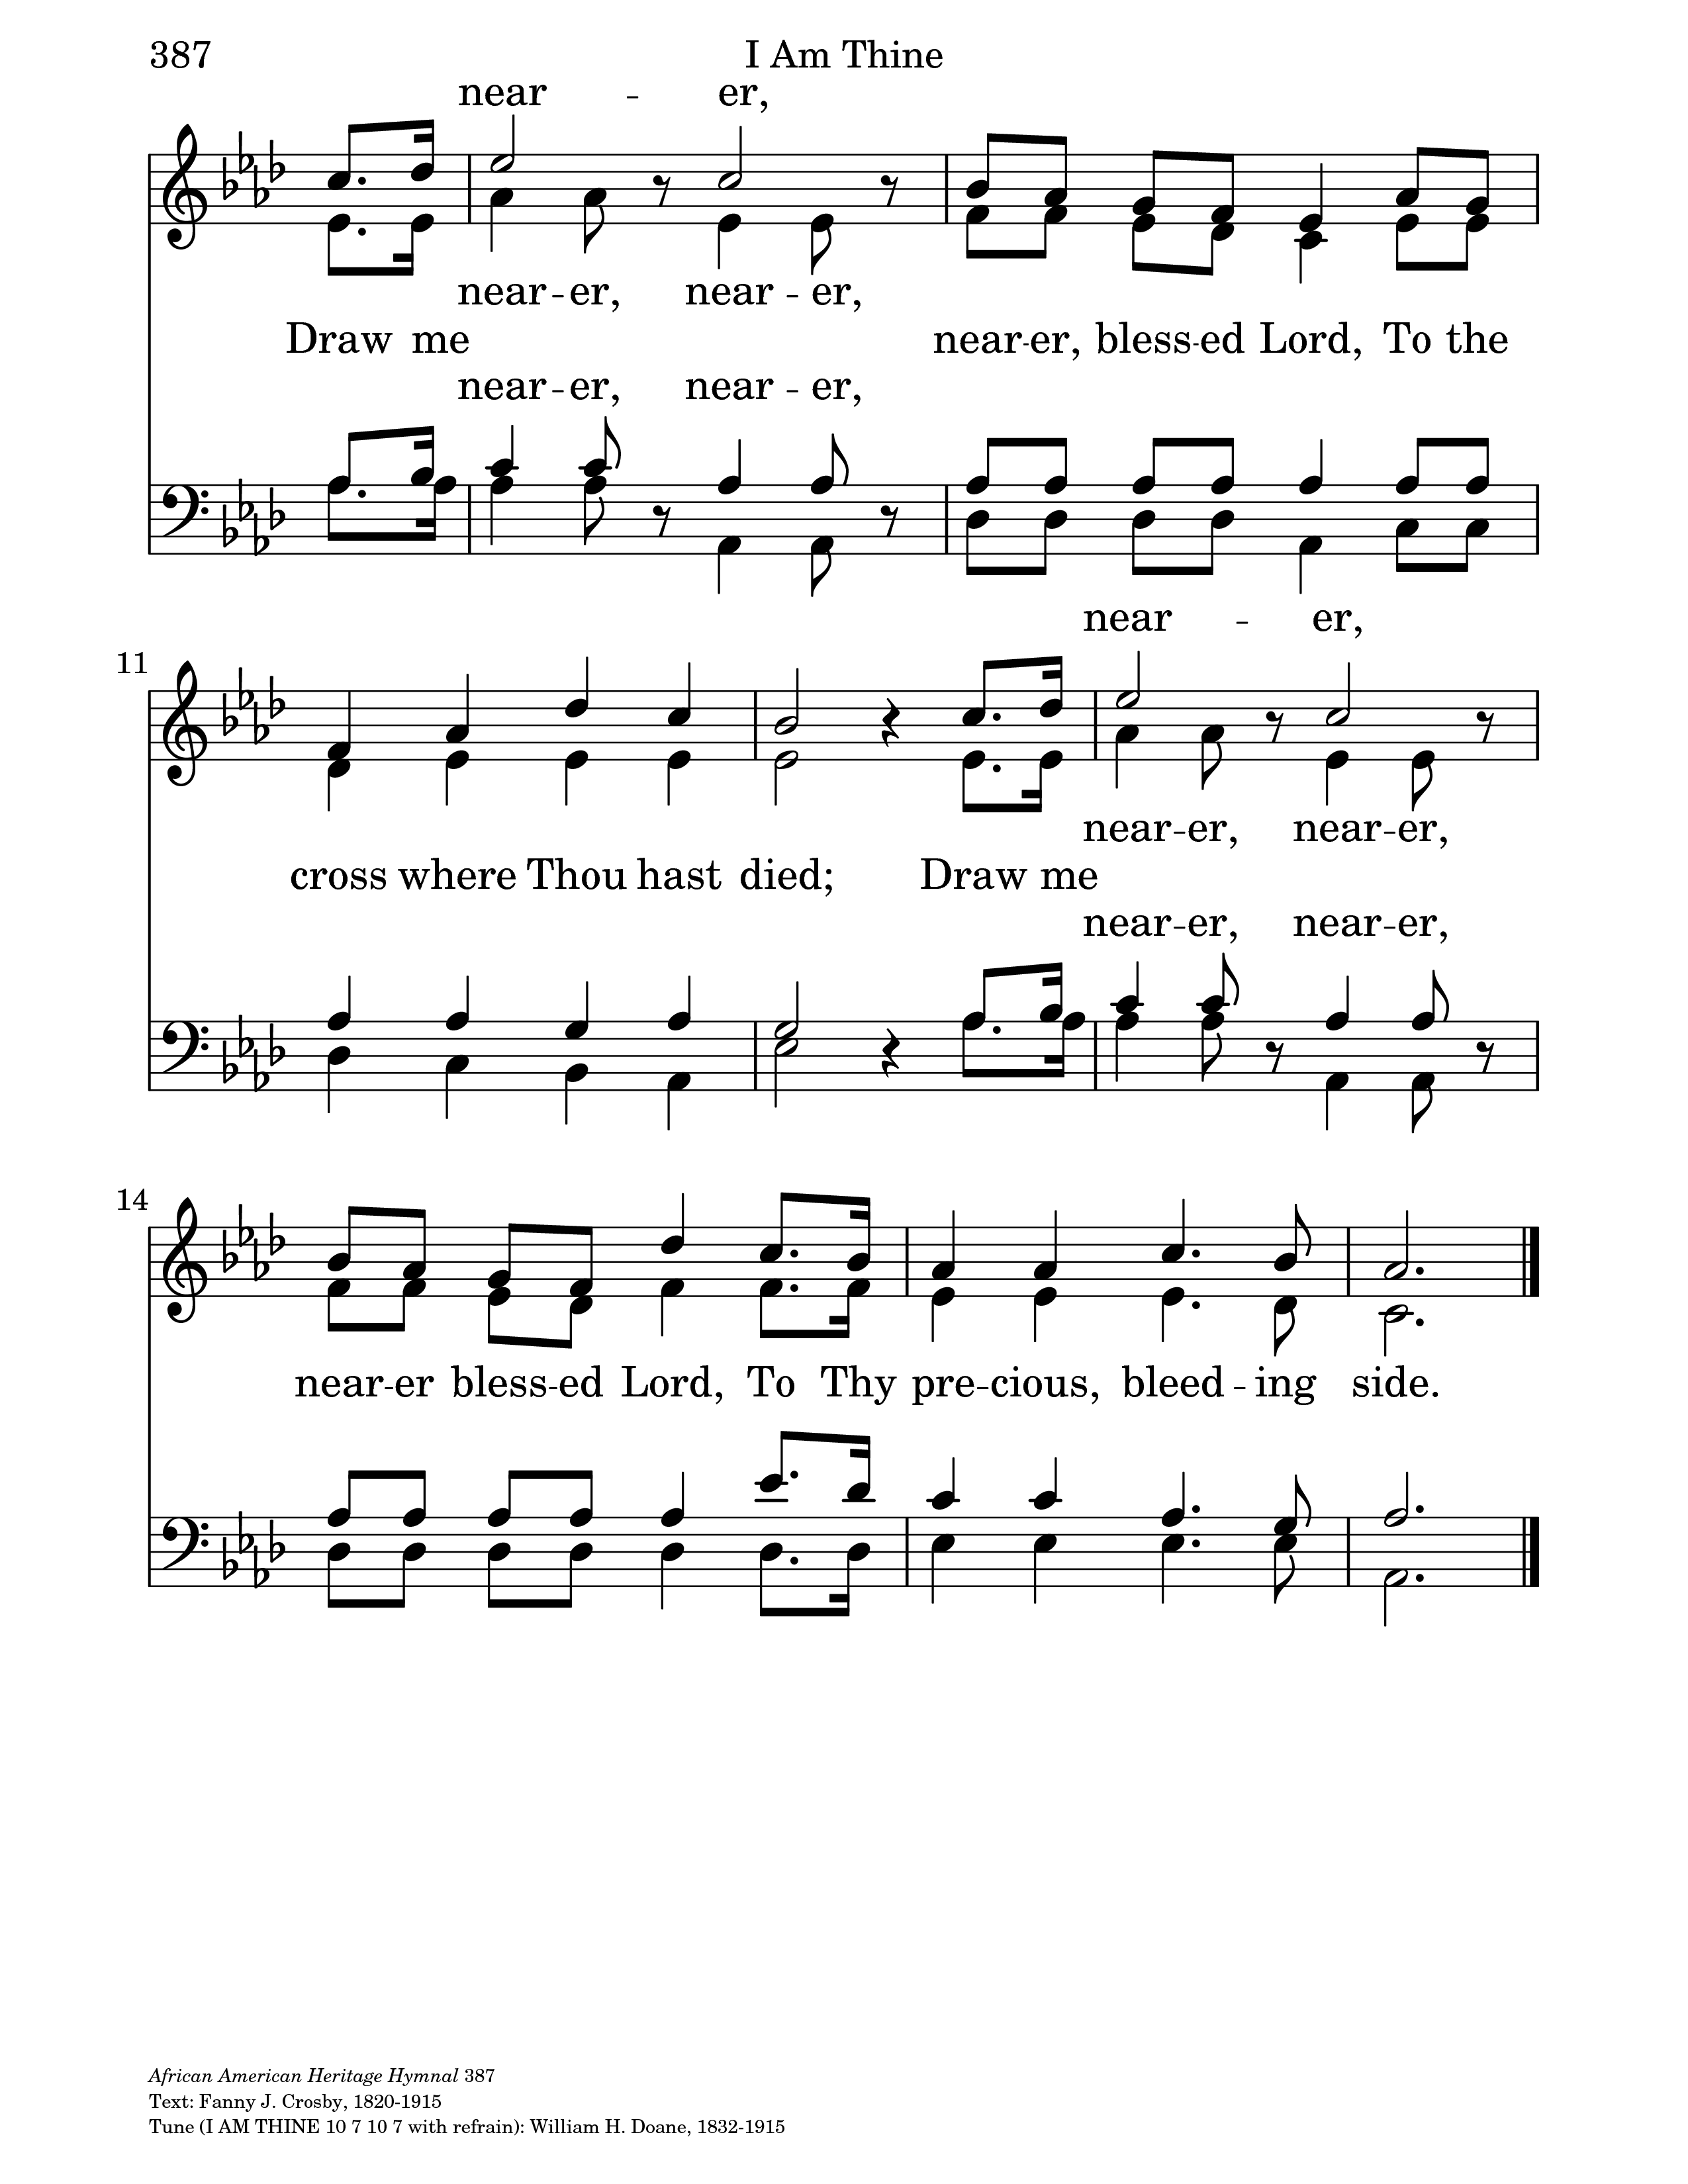 387 I Am Thine
near - er,
near - er, near - er,
Draw me near - er, bless - ed Lord, To the
near - er, near - er,
near - er,
11
near - er, near - er,
cross where Thou hast died; Draw me
near - er, near - er,
14
near - er bless - ed Lord, To Thy pre - cious, bleed - ing side.
African American Heritage Hymnal 387
Text: Fanny J. Crosby, 1820-1915
Tune (I AM THINE 10 7 10 7 with refrain): William H. Doane, 1832-1915